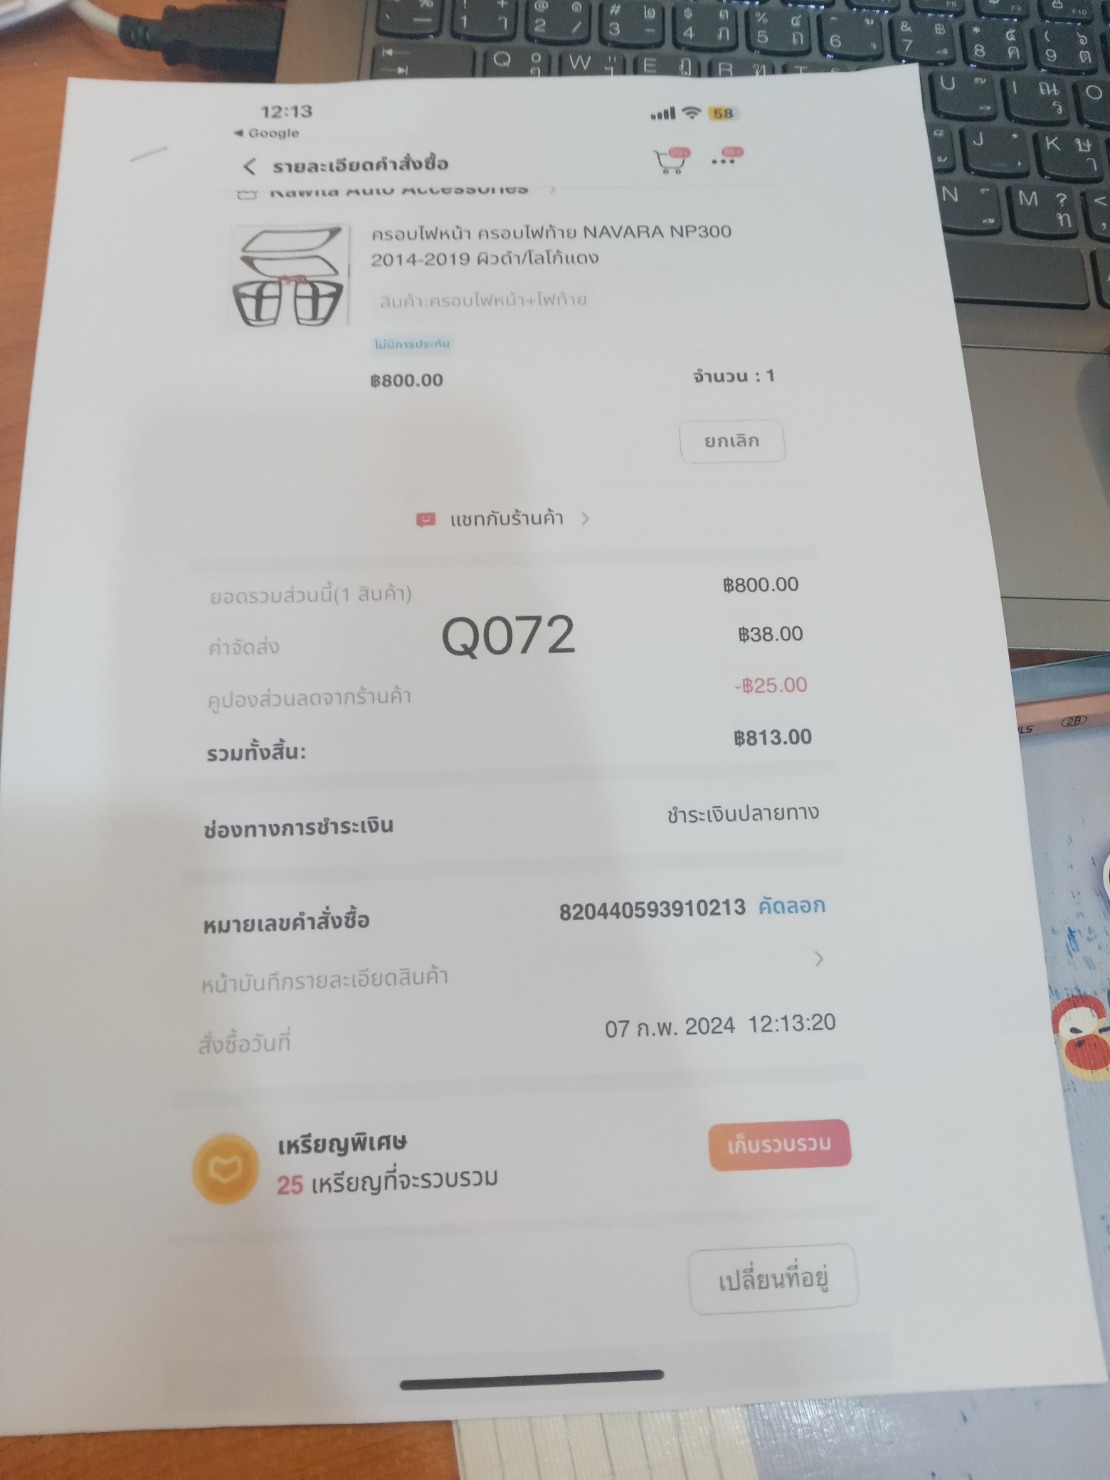 12:13
58
◄ Google
รายละเอียดคำสั่งซื้อ
Kawita Auto Accessories
ครอบไฟหน้า ครอบไฟท้าย NAVARA NP300
2014-2019 ผิวดำ/โลโก้แดง
สินค้า:ครอบไฟหน้า+ไฟท้าย
ไม่มีการประกัน
฿800.00
จำนวน : 1
ยกเลิก
แชทกับร้านค้า
ยอดรวมส่วนนี้(1 สินค้า) ฿800.00
ค่าจัดส่ง ฿38.00
Q072
คูปองส่วนลดจากร้านค้า -฿25.00
รวมทั้งสิ้น: ฿813.00
ช่องทางการชำระเงิน ชำระเงินปลายทาง
หมายเลขคำสั่งซื้อ 820440593910213 คัดลอก
หน้าบันทึกรายละเอียดสินค้า
สั่งซื้อวันที่ 07 ก.พ. 2024 12:13:20
เหรียญพิเศษ
25 เหรียญที่จะรวบรวม
เก็บรวบรวม
เปลี่ยนที่อยู่